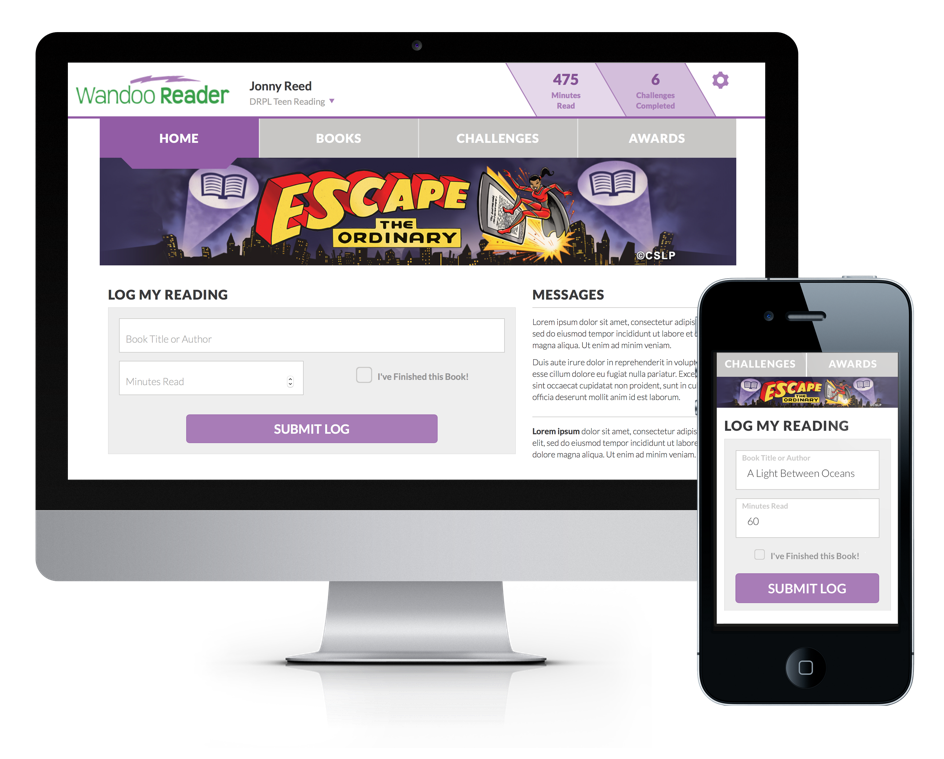 Wandoo Reader
Jonny Reed
DRPL Teen Reading
475
Minutes
Read
6
Challenges
Completed
HOME
BOOKS
CHALLENGES
AWARDS
ESCAPE
THE
ORDINARY
©CSLP
LOG MY READING
Book Title or Author
Minutes Read
I've Finished this Book!
SUBMIT LOG
MESSAGES
Lorem ipsum dolor sit amet, consectetur adipis
sed do eiusmod tempor incididunt ut labore et
magna aliqua. Ut enim ad minim veniam.
Duis aute irure dolor in reprehenderit in volupt
esse cillum dolore eu fugiat nulla pariatur. Exce
sint occaecat cupidatat non proident, sunt in cu
officia deserunt mollit anim id est laborum.
Lorem ipsum dolor sit amet, consectetur adipis
elit, sed do eiusmod tempor incididunt ut labore
dolore magna aliqua. Ut enim ad minim veniam.
CHALLENGES
AWARDS
ESCAPE
THE
ORDINARY
LOG MY READING
Book Title or Author
A Light Between Oceans
Minutes Read
60
I've Finished this Book!
SUBMIT LOG